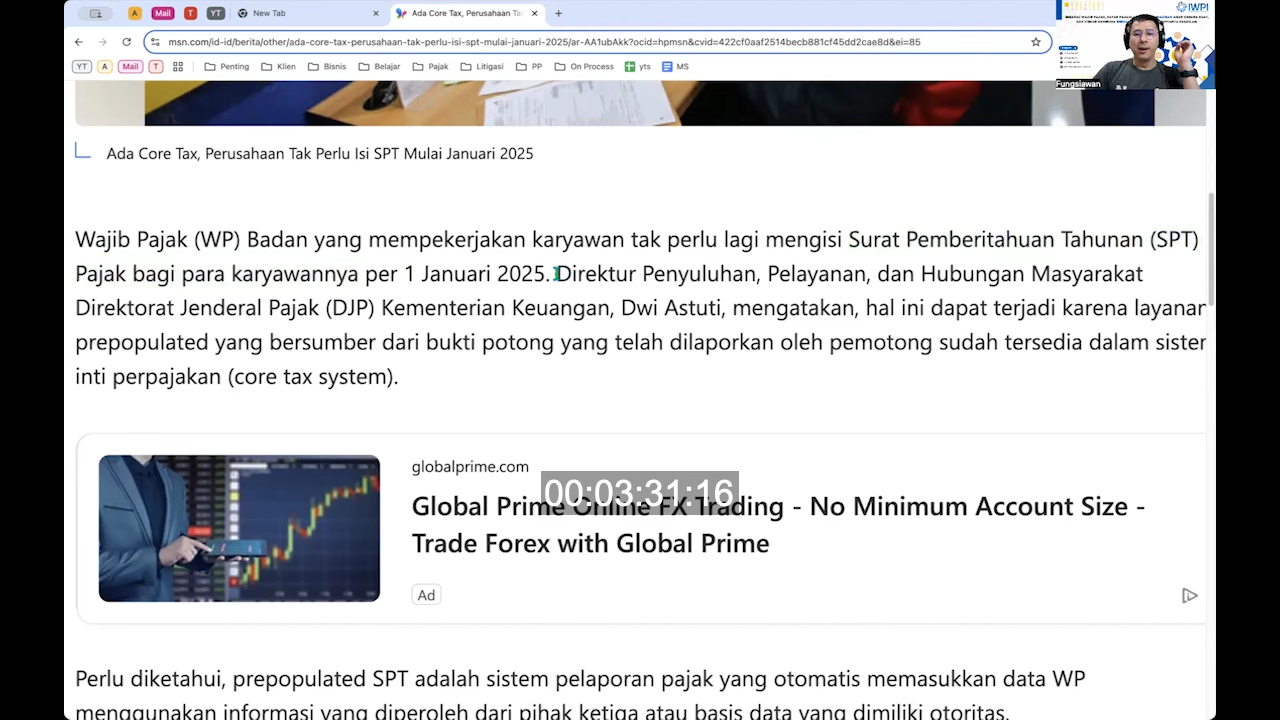 A
Mail
T
YT
New Tab
Ada Core Tax, Perusahaan Ta
msn.com/id-id/berita/other/ada-core-tax-perusahaan-tak-perlu-isi-spt-mulai-januari-2025/ar-AA1ubAkk?ocid=hpmsn&cvid=422cf0aaf2514becb881cf45dd2cae8d&ei=85
YT
A
Mail
T
Penting
Klien
Bisnis
Belajar
Pajak
Litigasi
PP
On Process
yts
MS
IWPI
Fungsiawan
Ada Core Tax, Perusahaan Tak Perlu Isi SPT Mulai Januari 2025
Wajib Pajak (WP) Badan yang mempekerjakan karyawan tak perlu lagi mengisi Surat Pemberitahuan Tahunan (SPT)
Pajak bagi para karyawannya per 1 Januari 2025. Direktur Penyuluhan, Pelayanan, dan Hubungan Masyarakat
Direktorat Jenderal Pajak (DJP) Kementerian Keuangan, Dwi Astuti, mengatakan, hal ini dapat terjadi karena layanan
prepopulated yang bersumber dari bukti potong yang telah dilaporkan oleh pemotong sudah tersedia dalam sister
inti perpajakan (core tax system).
globalprime.com
00:03:31:16
Global Prime Online FX Trading - No Minimum Account Size -
Trade Forex with Global Prime
Ad
Perlu diketahui, prepopulated SPT adalah sistem pelaporan pajak yang otomatis memasukkan data WP
menggunakan informasi yang diperoleh dari pihak ketiga atau basis data yang dimiliki otoritas.